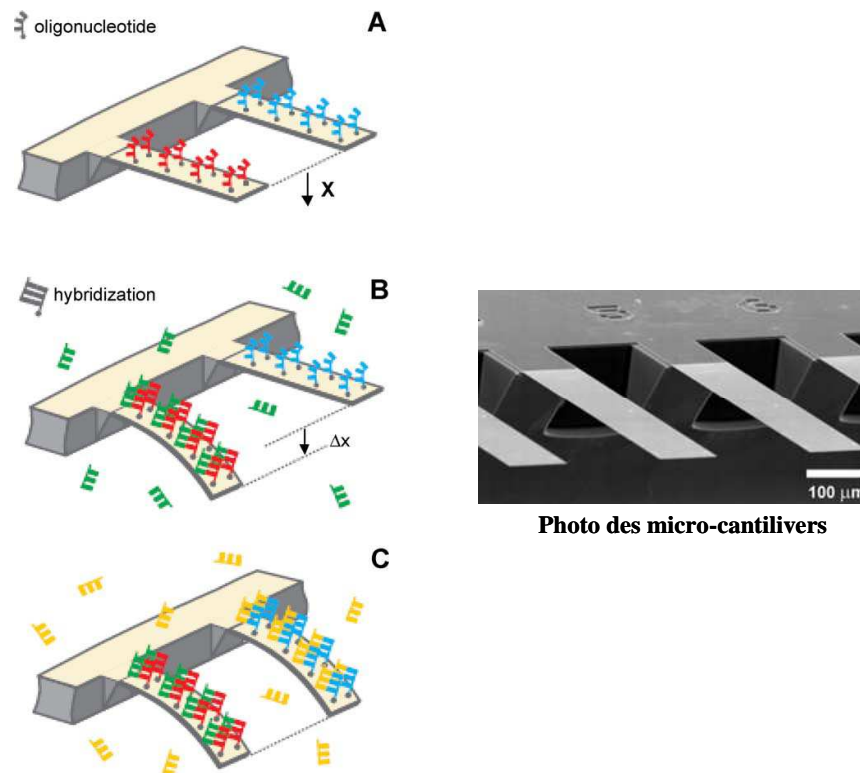 oligonucleotide
A
X
hybridization
B
Δx
C
100 μm
Photo des micro-cantilivers